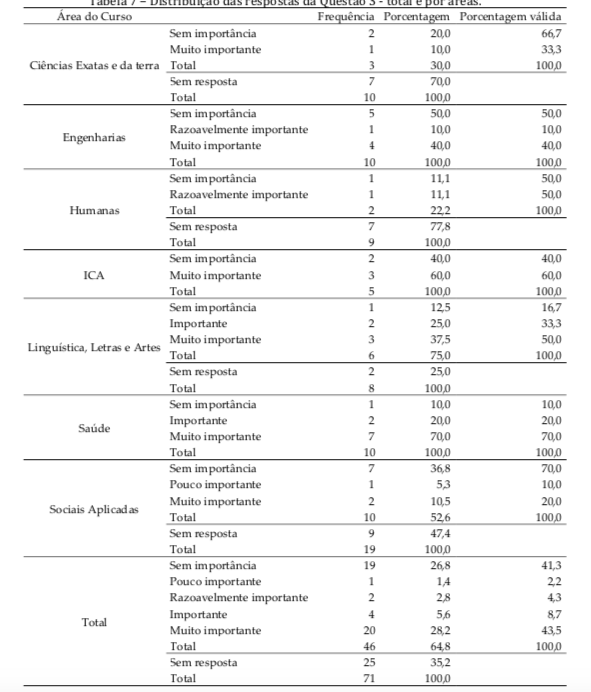 Tabela 7 – Distribuição das respostas da Questão 3 - total e por áreas.
Área do Curso Frequência Porcentagem Porcentagem válida
Sem importância 2 20,0 66,7
Muito importante 1 10,0 33,3
Ciências Exatas e da terra Total 3 30,0 100,0
Sem resposta 7 70,0
Total 10 100,0
Sem importância 5 50,0 50,0
Engenharias
Razoavelmente importante 1 10,0 10,0
Muito importante 4 40,0 40,0
Total 10 100,0 100,0
Sem importância 1 11,1 50,0
Razoavelmente importante 1 11,1 50,0
Humanas Total 2 22,2 100,0
Sem resposta 7 77,8
Total 9 100,0
Sem importância 2 40,0 40,0
ICA Muito importante 3 60,0 60,0
Total 5 100,0 100,0
Sem importância 1 12,5 16,7
Importante 2 25,0 33,3
Linguística, Letras e Artes
Muito importante 3 37,5 50,0
Total 6 75,0 100,0
Sem resposta 2 25,0
Total 8 100,0
Sem importância 1 10,0 10,0
Saúde
Importante 2 20,0 20,0
Muito importante 7 70,0 70,0
Total 10 100,0 100,0
Sem importância 7 36,8 70,0
Pouco importante 1 5,3 10,0
Sociais Aplicadas
Muito importante 2 10,5 20,0
Total 10 52,6 100,0
Sem resposta 9 47,4
Total 19 100,0
Sem importância 19 26,8 41,3
Pouco importante 1 1,4 2,2
Razoavelmente importante 2 2,8 4,3
Total
Importante 4 5,6 8,7
Muito importante 20 28,2 43,5
Total 46 64,8 100,0
Sem resposta 25 35,2
Total 71 100,0